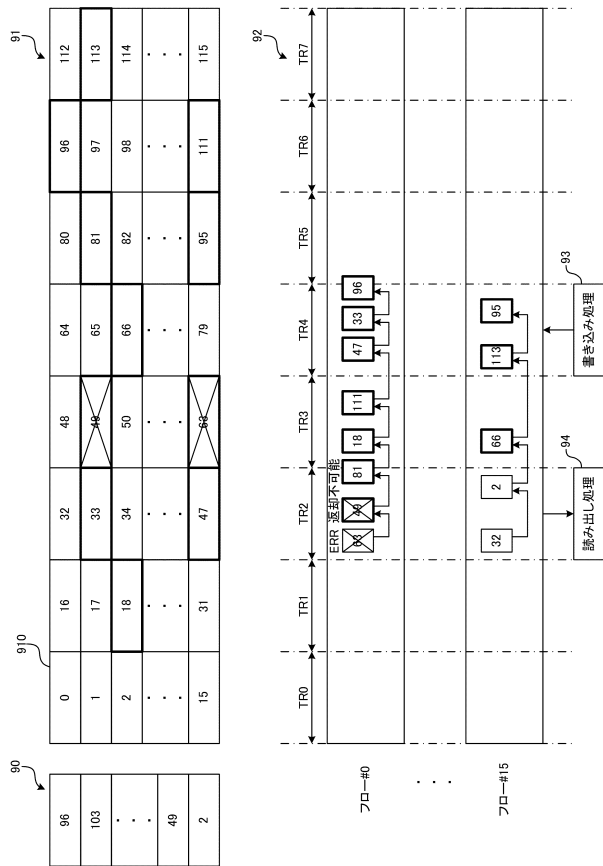 90 910 91
96 0 16 32 48 64 80 96 112
103 1 17 33 49 65 81 97 113
・・・ 2 18 34 50 66 82 98 114
49 ・・・ ・・・ ・・・ ・・・ ・・・ ・・・ ・・・ ・・・
2 15 31 47 63 79 95 111 115
92
TR0 TR1 TR2 TR3 TR4 TR5 TR6 TR7
ERR 返却不可能
フロー#0 63 49 81 18 111 47 33 96
・・・
フロー#15 32 2 66 113 95
94 93
読み出し処理 書き込み処理